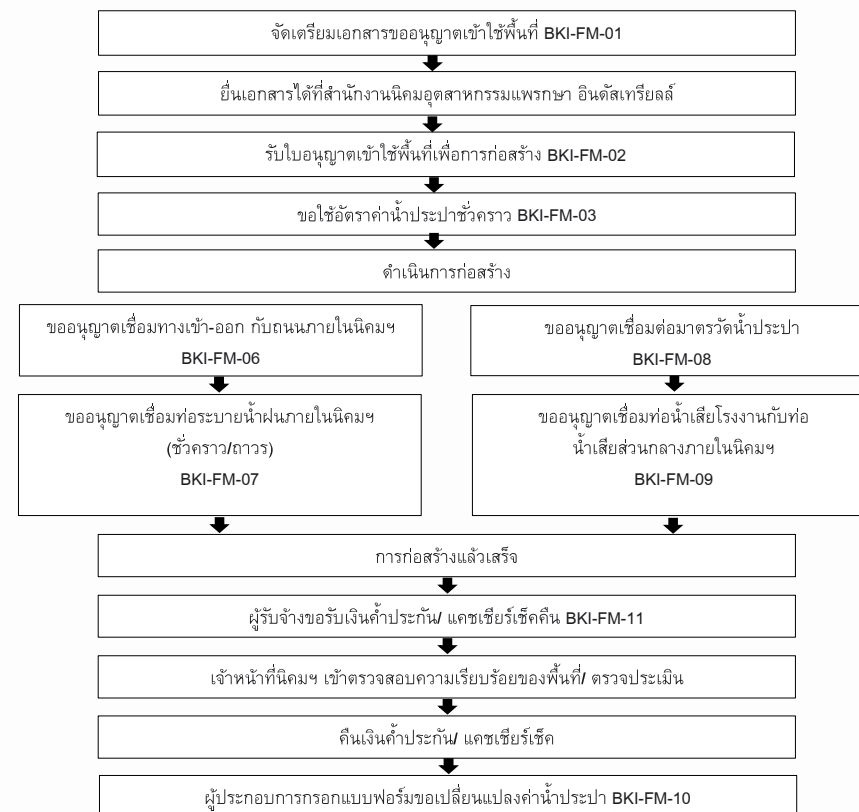 จัดเตรียมเอกสารขออนุญาตเข้าใช้พื้นที่ BKI-FM-01
ยื่นเอกสารได้ที่สำนักงานนิคมอุตสาหกรรมแพรกษา อินดัสเทรียลล์
รับใบอนุญาตเข้าใช้พื้นที่เพื่อการก่อสร้าง BKI-FM-02
ขอใช้อัตราค่าน้ำประปาชั่วคราว BKI-FM-03
ดำเนินการก่อสร้าง
ขออนุญาตเชื่อมทางเข้า-ออก กับถนนภายในนิคมฯ
BKI-FM-06
ขออนุญาตเชื่อมท่อระบายน้ำฝนภายในนิคมฯ
(ชั่วคราว/ถาวร)
BKI-FM-07
ขออนุญาตเชื่อมต่อมาตรวัดน้ำประปา
BKI-FM-08
ขออนุญาตเชื่อมท่อน้ำเสียโรงงานกับท่อ
น้ำเสียส่วนกลางภายในนิคมฯ
BKI-FM-09
การก่อสร้างแล้วเสร็จ
ผู้รับจ้างขอรับเงินค้ำประกัน/ แคชเชียร์เช็คคืน BKI-FM-11
เจ้าหน้าที่นิคมฯ เข้าตรวจสอบความเรียบร้อยของพื้นที่/ ตรวจประเมิน
คืนเงินค้ำประกัน/ แคชเชียร์เช็ค
ผู้ประกอบการกรอกแบบฟอร์มขอเปลี่ยนแปลงค่าน้ำประปา BKI-FM-10